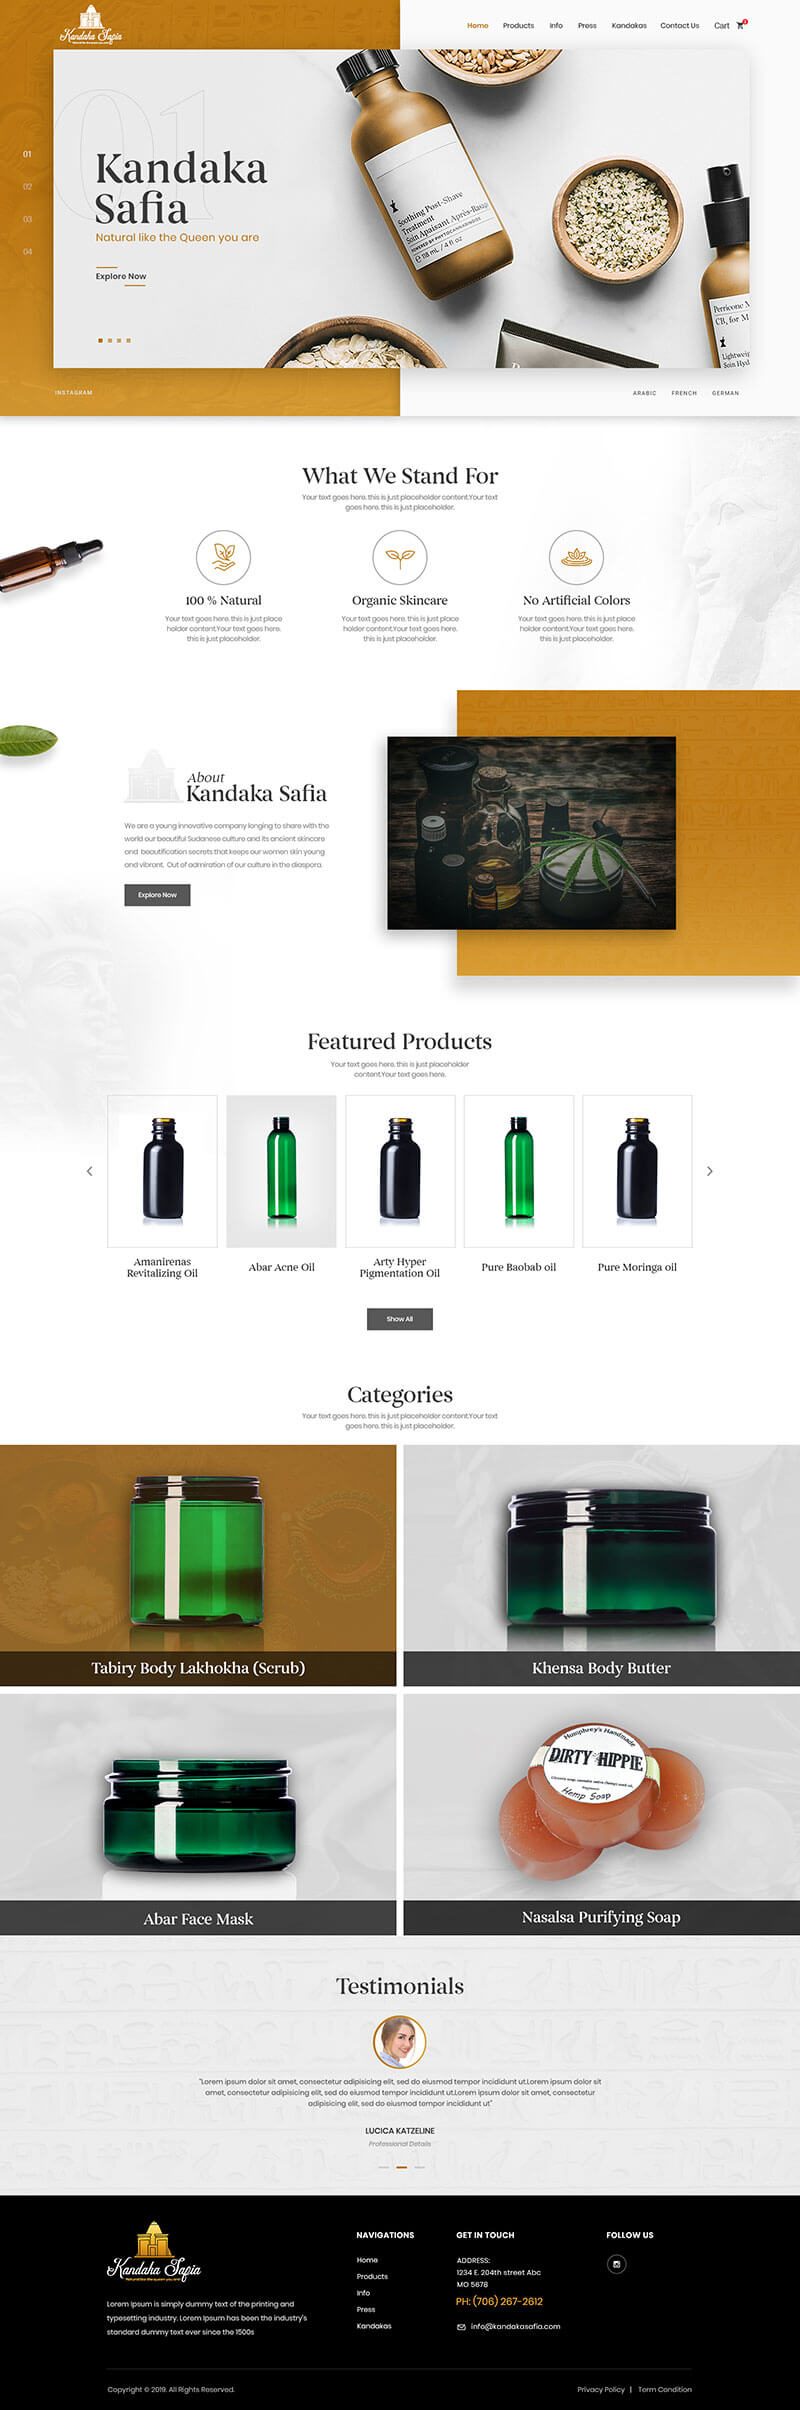 Kandaka Safia
Home Products Info Press Kandakas Contact Us Cart
01
01
02
03
04
Kandaka
Safia
Natural like the Queen you are
Explore Now
Soothing Post-Shave
Treatment
Soin Apaisant Après-Rasage
POWERED BY PHYTOCANNABINOIDS
℮ 118 mL / 4 fl oz
Perricone M
CB, for M
Lightweig
Soin Hyd
INSTAGRAM
ARABIC FRENCH GERMAN
What We Stand For
Your text goes here, this is just placeholder content.Your text
goes here, this is just placeholder.
100 % Natural
Your text goes here, this is just place
holder content.Your text goes here,
this is just placeholder.
Organic Skincare
Your text goes here, this is just place
holder content.Your text goes here,
this is just placeholder.
No Artificial Colors
Your text goes here, this is just place
holder content.Your text goes here,
this is just placeholder.
About
Kandaka Safia
We are a young innovative company longing to share with the
world our beautiful Sudanese culture and its ancient skincare
and beautification secrets that keeps our women skin young
and vibrant. Out of admiration of our culture in the diaspora.
Explore Now
Featured Products
Your text goes here, this is just placeholder
content.Your text goes here.
Amanirenas
Revitalizing Oil
Abar Acne Oil
Arty Hyper
Pigmentation Oil
Pure Baobab oil
Pure Moringa oil
Show All
Categories
Your text goes here, this is just placeholder content.Your text
goes here, this is just placeholder.
Tabiry Body Lakhokha (Scrub)
Khensa Body Butter
Humphrey's Handmade
DIRTY HIPPIE
Hemp Soap
Abar Face Mask
Nasalsa Purifying Soap
Testimonials
"Lorem ipsum dolor sit amet, consectetur adipisicing elit, sed do eiusmod tempor incididunt ut.Lorem ipsum dolor sit
amet, consectetur adipisicing elit, sed do eiusmod tempor incididunt ut.Lorem ipsum dolor sit amet, consectetur
adipisicing elit, sed do eiusmod tempor incididunt ut"
LUCICA KATZELINE
Professional Details
Kandaka Safia
Natural like the queen you are
Lorem Ipsum is simply dummy text of the printing and
typesetting industry. Lorem Ipsum has been the industry's
standard dummy text ever since the 1500s
NAVIGATIONS
Home
Products
Info
Press
Kandakas
GET IN TOUCH
ADDRESS:
1234 E. 204th street Abc
MO 5678
PH: (706) 267-2612
info@kandakasafia.com
FOLLOW US
Copyright © 2019. All Rights Reserved.
Privacy Policy | Term Condition